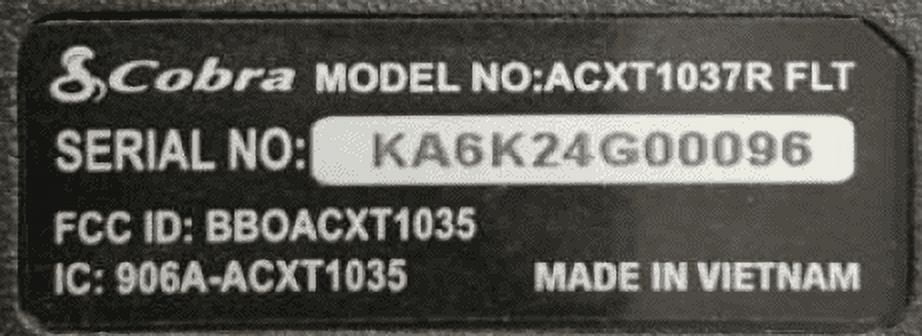 Cobra MODEL NO:ACXT1037R FLT
SERIAL NO: KA6K24G00096
FCC ID: BBOACXT1035
IC: 906A-ACXT1035 MADE IN VIETNAM